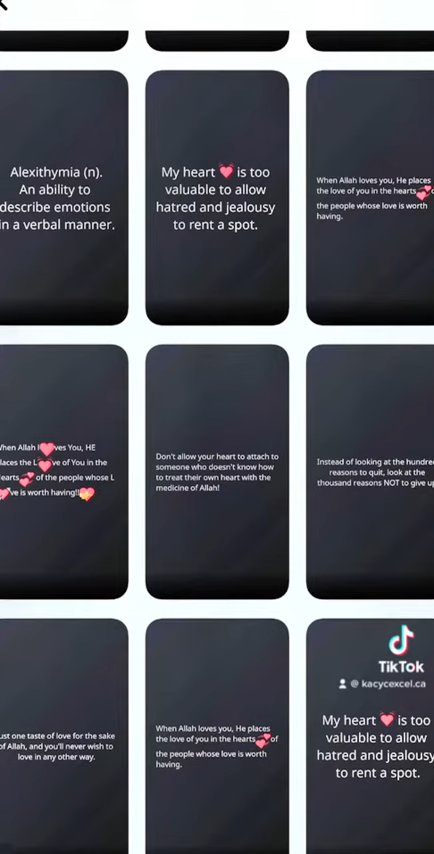 Alexithymia (n).
An ability to
describe emotions
in a verbal manner.
My heart 💓 is too
valuable to allow
hatred and jealousy
to rent a spot.
When Allah loves you, He places
the love of you in the hearts 💞
the people whose love is worth
having.
When Allah ves You, HE
laces the L ve of You in the
earts 💞 of the people whose L
ve is worth having!!
Don't allow your heart to attach to
someone who doesn't know how
to treat their own heart with the
medicine of Allah!
Instead of looking at the hundred
reasons to quit, look at the
thousand reasons NOT to give up
ust one taste of love for the sake
of Allah, and you'll never wish to
love in any other way.
When Allah loves you, He places
the love of you in the hearts 💞 of
the people whose love is worth
having.
TikTok
@ kacycexcel.ca
My heart 💓 is too
valuable to allow
hatred and jealousy
to rent a spot.